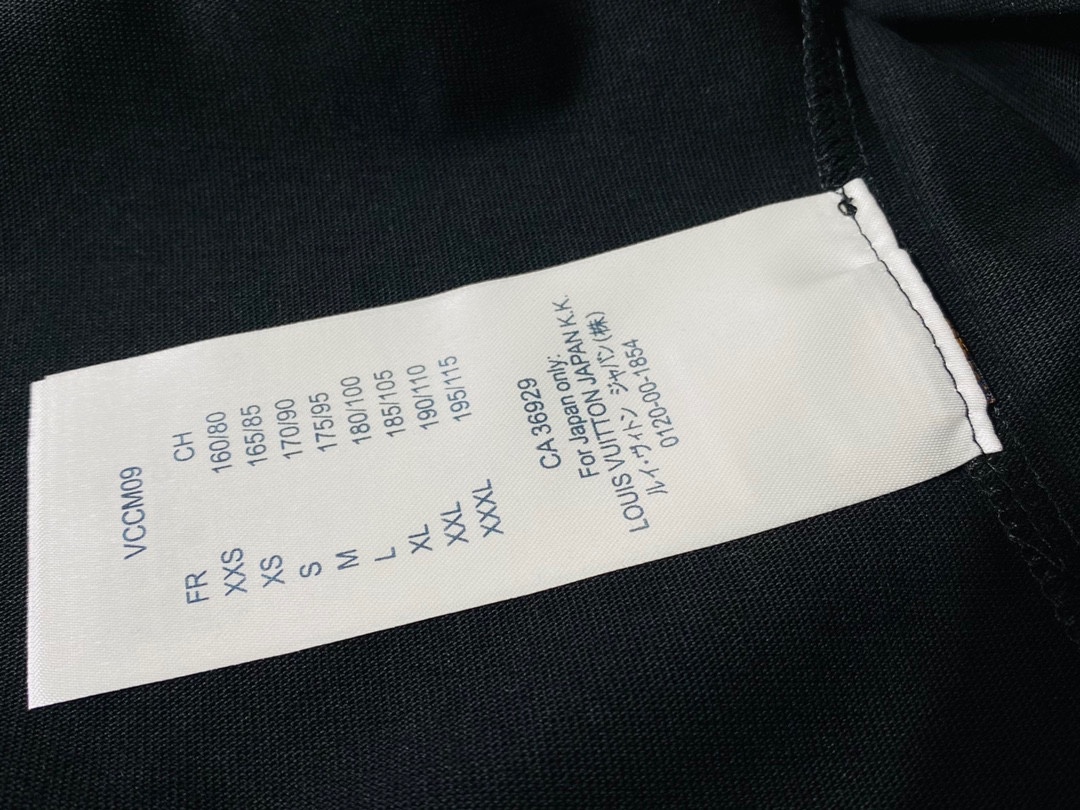 VCCM09
FR CH
XXS 160/80
XS 165/85
S 170/90
M 175/95
L 180/100
XL 185/105
XXL 190/110
XXXL 195/115
CA 36929
For Japan only:
LOUIS VUITTON JAPAN K.K.
ルイ・ヴィトン ジャパン(株)
0120-00-1854